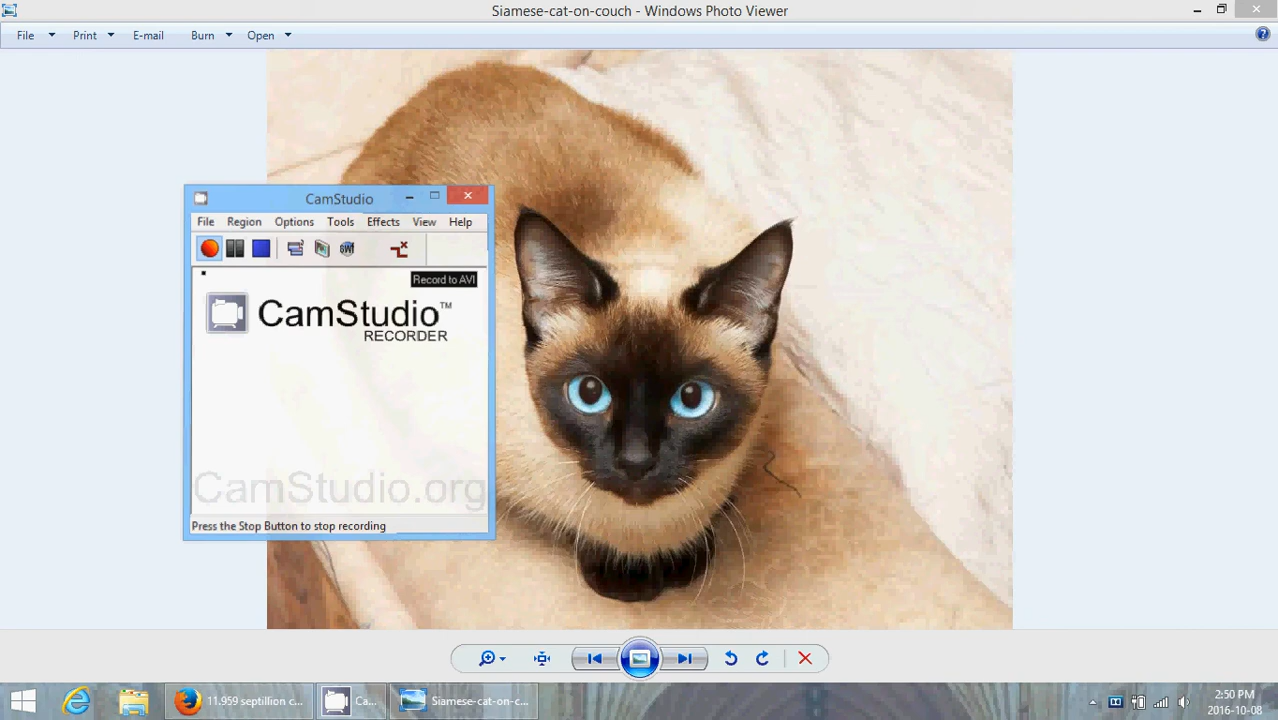 Siamese-cat-on-couch - Windows Photo Viewer
File Print E-mail Burn Open
CamStudio
File Region Options Tools Effects View Help
Record to AVI
CamStudio™
RECORDER
CamStudio.org
Press the Stop Button to stop recording
11.959 septillion c... Ca... Siamese-cat-on-c...
2:50 PM
2016-10-08